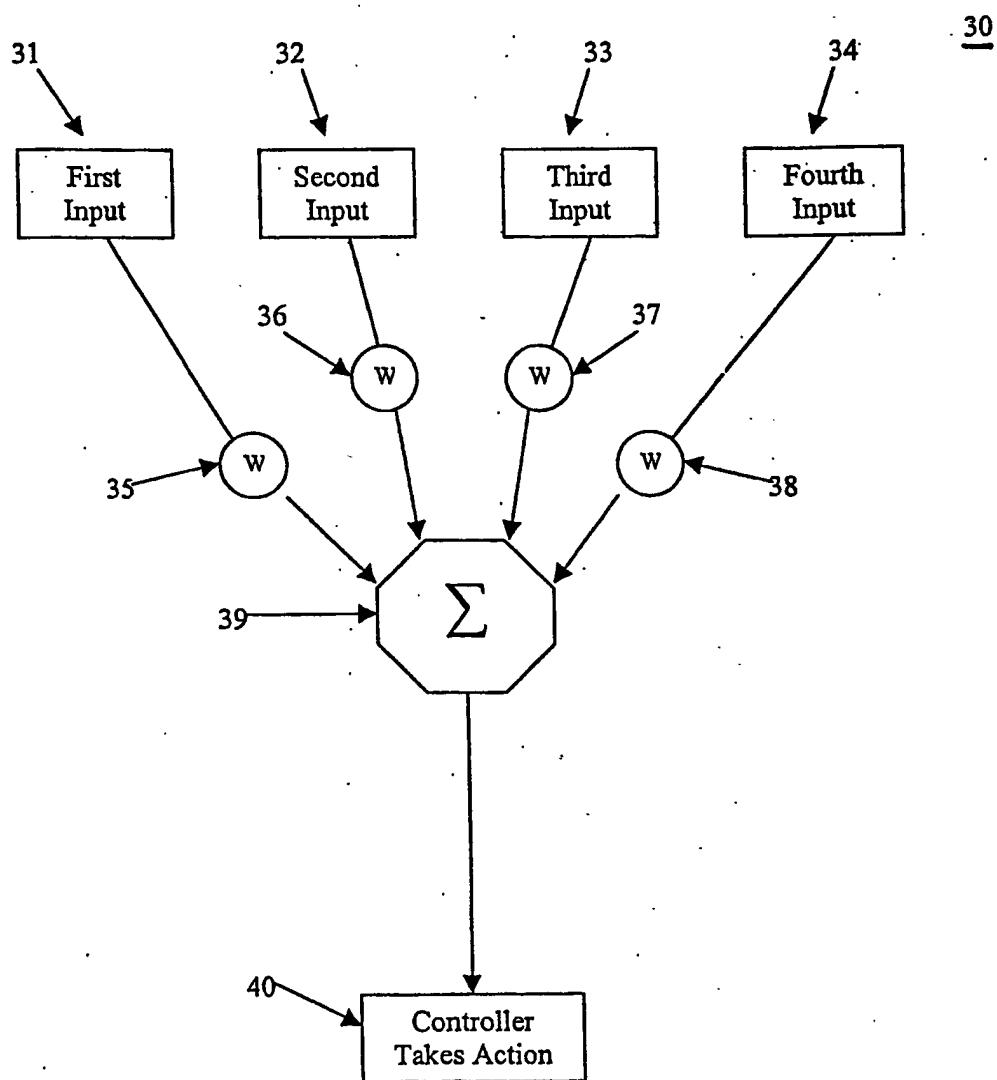 30
31
32
33
34
First
Input
Second
Input
Third
Input
Fourth
Input
36
37
W
W
35
W
W
38
39
Σ
40
Controller
Takes Action